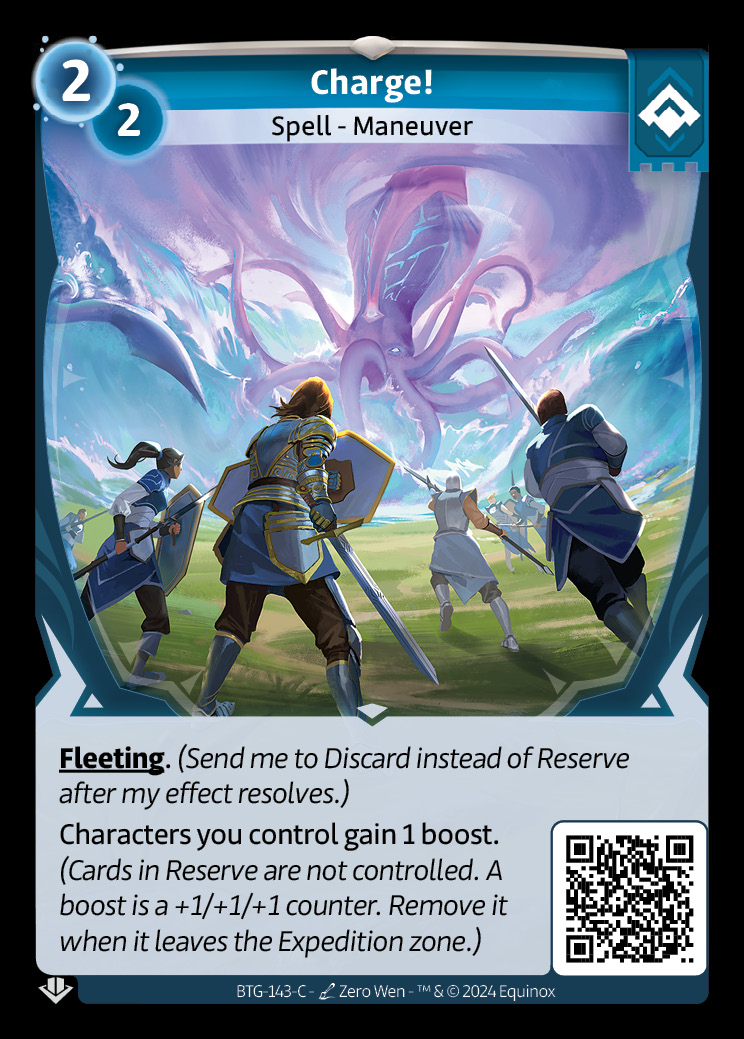 2
Charge!
2
Spell - Maneuver
Fleeting. (Send me to Discard instead of Reserve
after my effect resolves.)
Characters you control gain 1 boost.
(Cards in Reserve are not controlled. A
boost is a +1/+1/+1 counter. Remove it
when it leaves the Expedition zone.)
BTG-143-C - Zero Wen - ™ & © 2024 Equinox